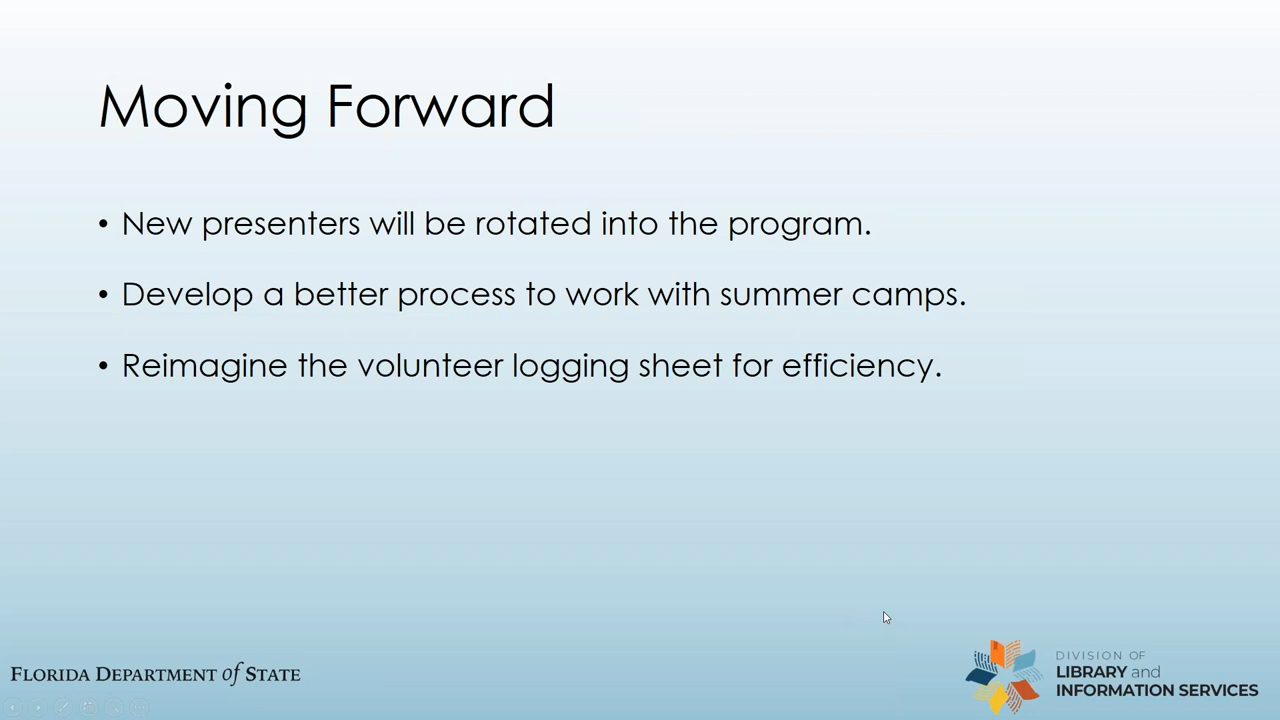 Moving Forward
• New presenters will be rotated into the program.
• Develop a better process to work with summer camps.
• Reimagine the volunteer logging sheet for efficiency.
FLORIDA DEPARTMENT of STATE
DIVISION OF
LIBRARY and
INFORMATION SERVICES